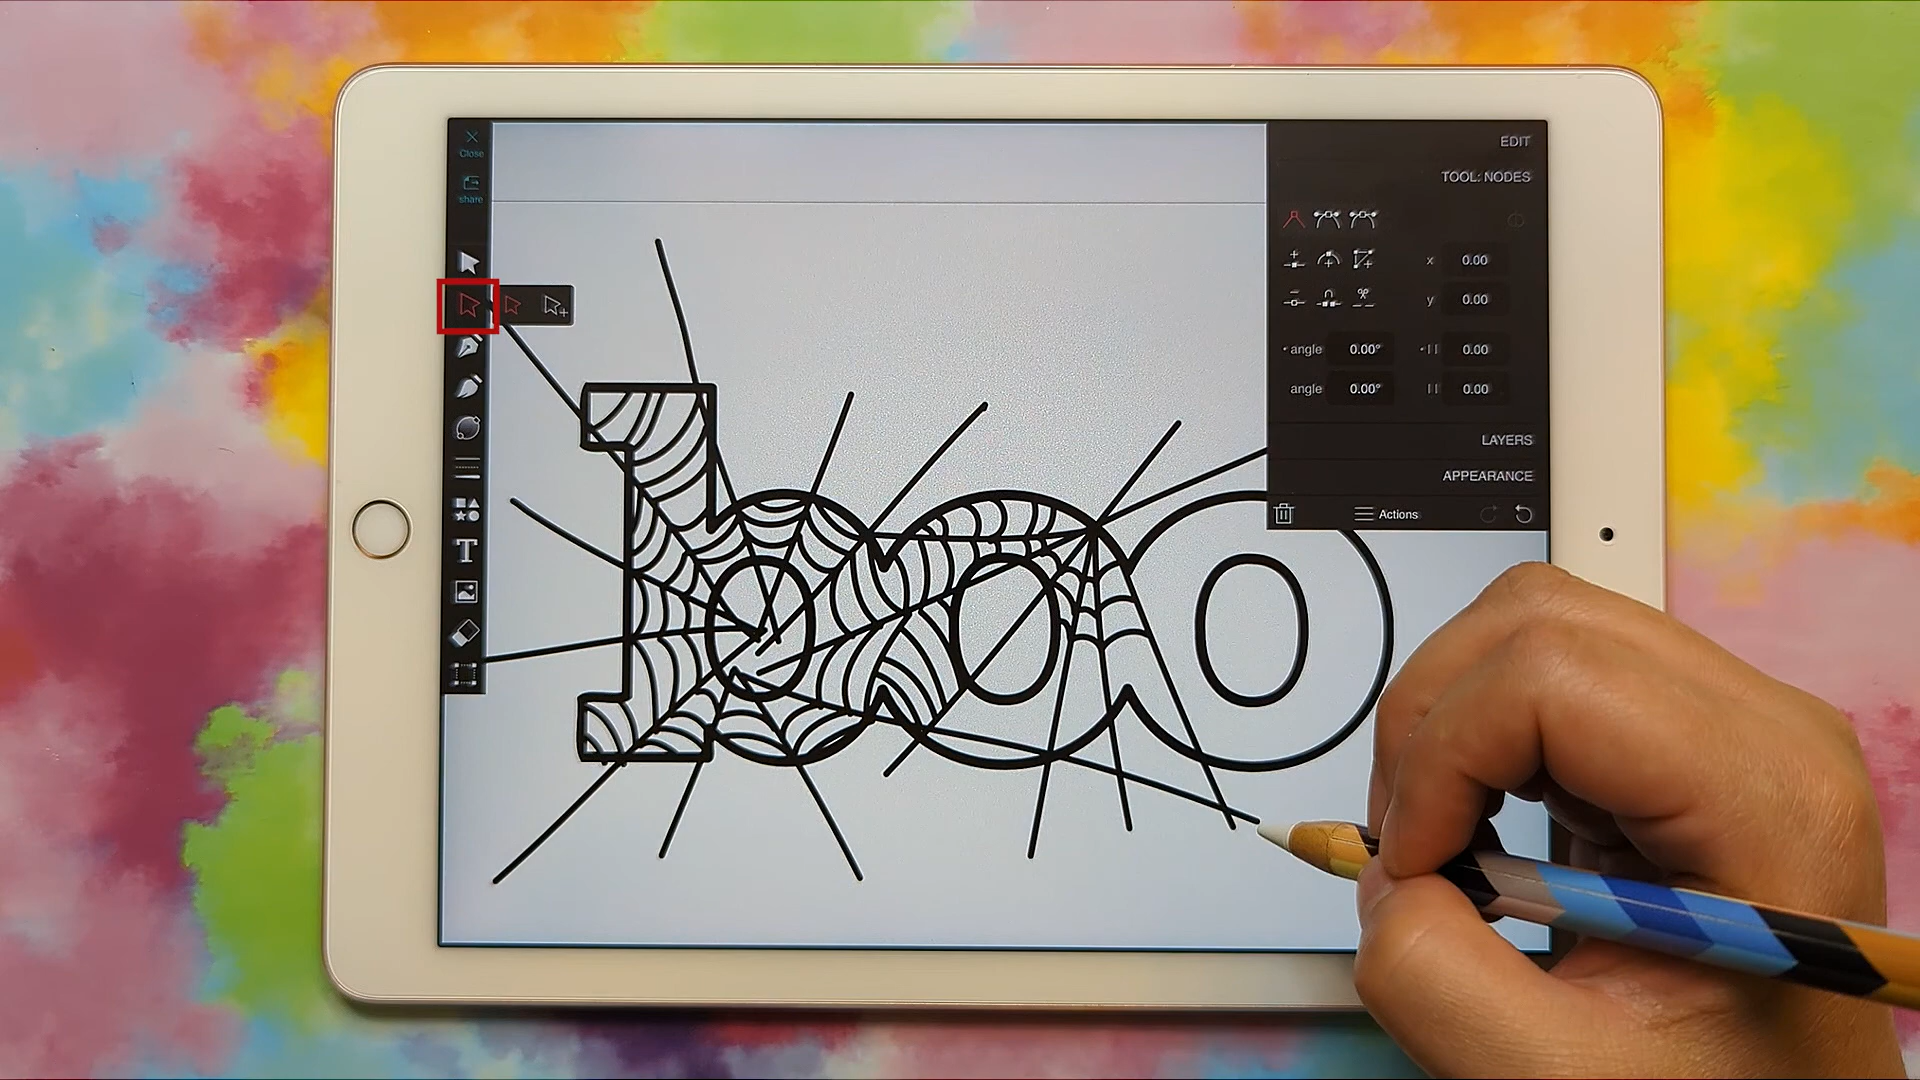 Close
share
EDIT
TOOL: NODES
x 0.00
y 0.00
angle 0.00° 0.00
angle 0.00° 0.00
LAYERS
APPEARANCE
Actions
T
1000